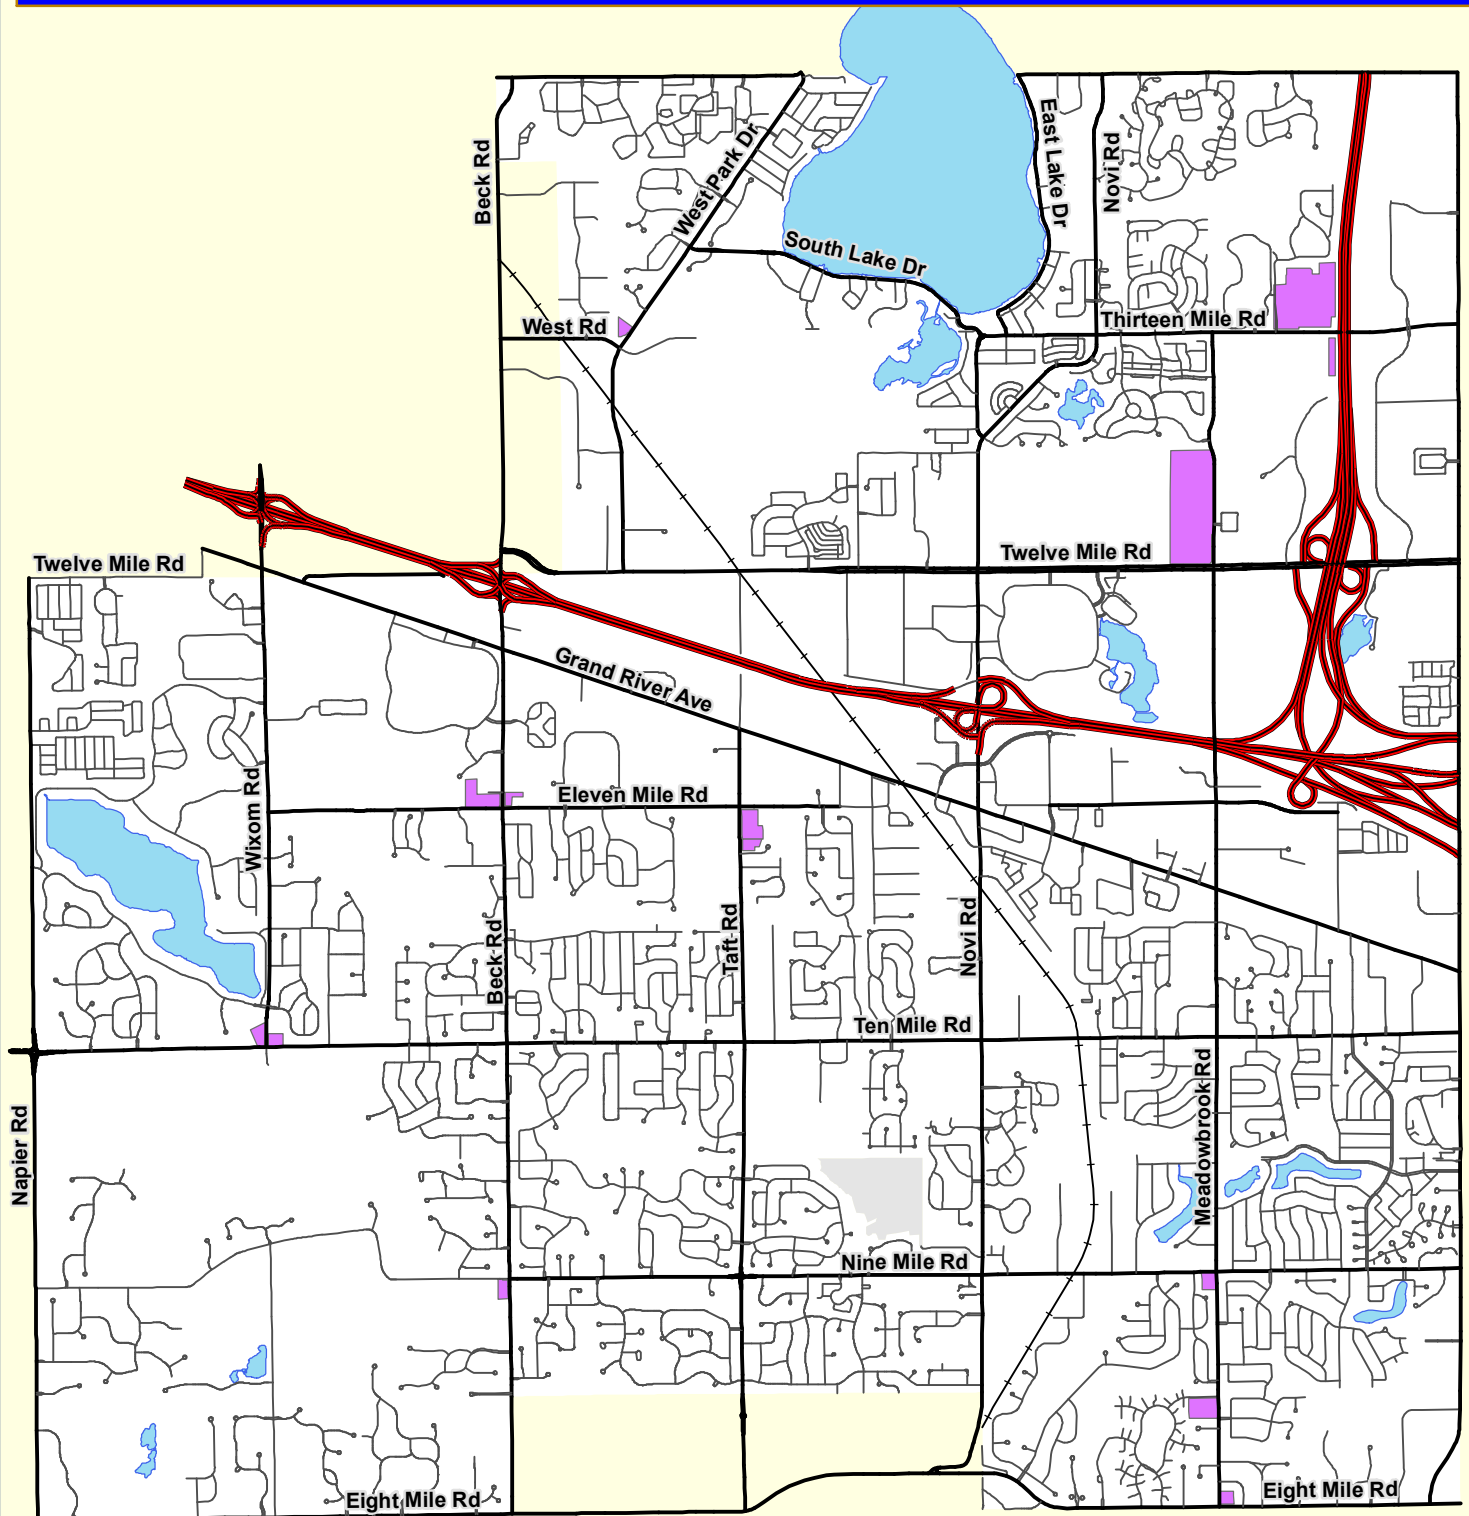 East Lake Dr
Novi Rd
West Park Dr
Beck Rd
South Lake Dr
West Rd
Thirteen Mile Rd
Twelve Mile Rd
Twelve Mile Rd
Grand River Ave
Eleven Mile Rd
Wixom Rd
Taft Rd
Novi Rd
Beck Rd
Ten Mile Rd
Meadowbrook Rd
Napier Rd
Nine Mile Rd
Eight Mile Rd
Eight Mile Rd